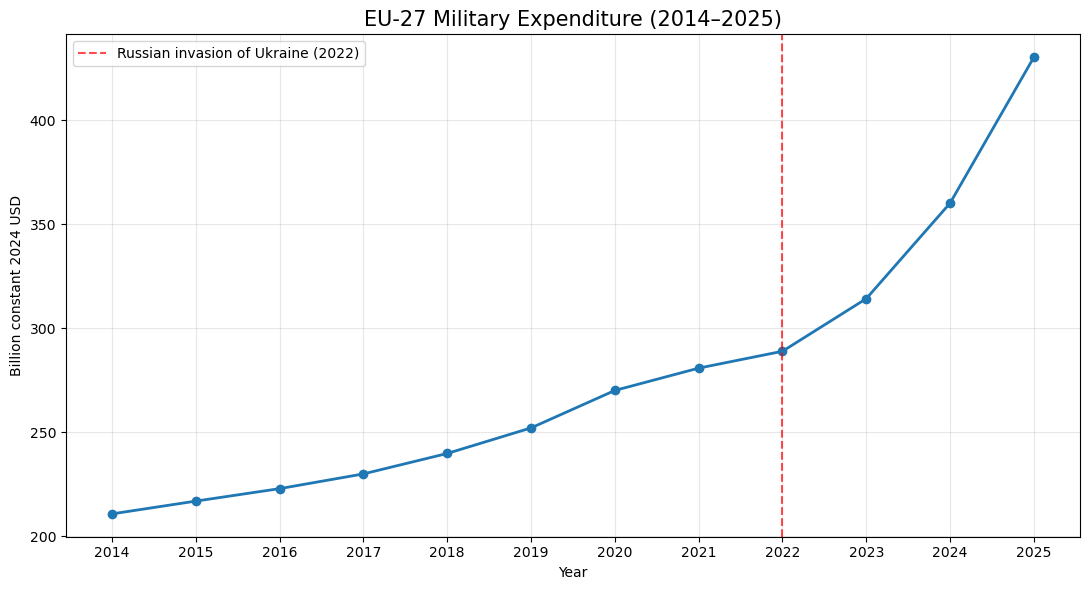 EU-27 Military Expenditure (2014–2025)
Russian invasion of Ukraine (2022)
Billion constant 2024 USD
400
350
300
250
200
2014 2015 2016 2017 2018 2019 2020 2021 2022 2023 2024 2025
Year